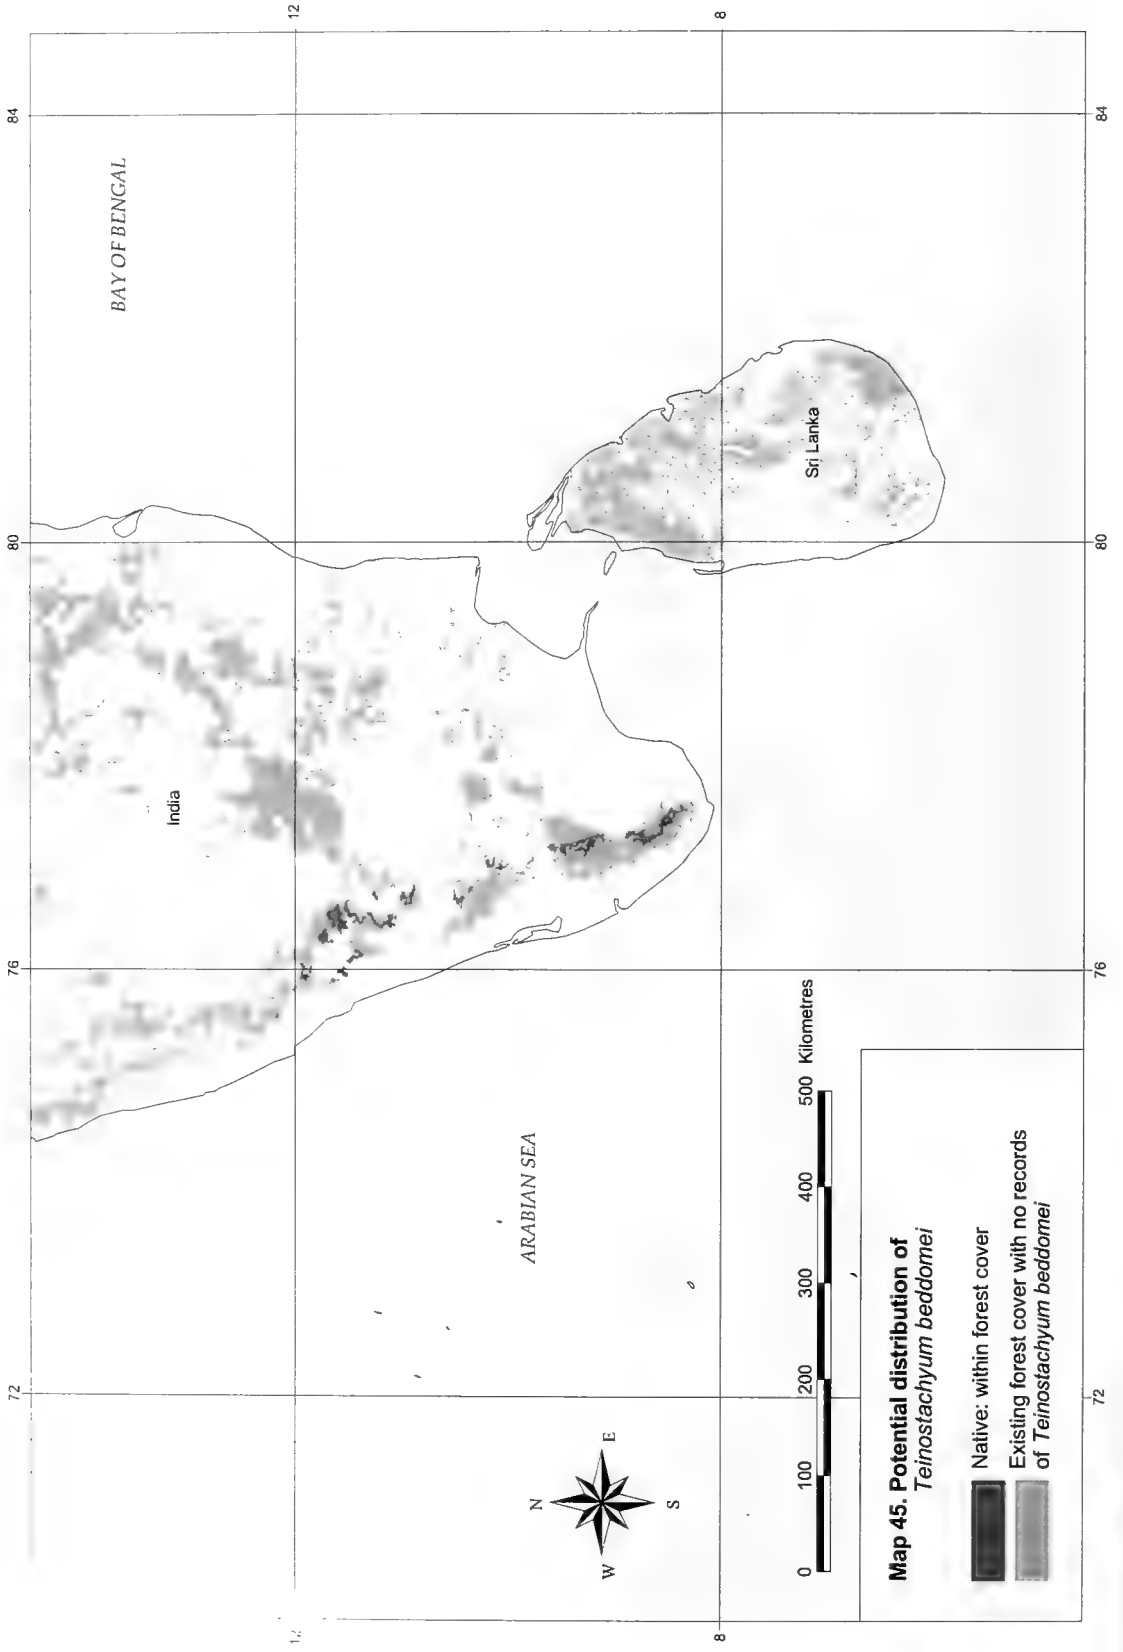 12
8
84
84
BAY OF BENGAL
80
80
India
Sri Lanka
76
76
ARABIAN SEA
72
72
N
E
S
W
8
0 100 200 300 400 500 Kilometres
Map 45. Potential distribution of
Teinostachyum beddomei
Native: within forest cover
Existing forest cover with no records
of Teinostachyum beddomei